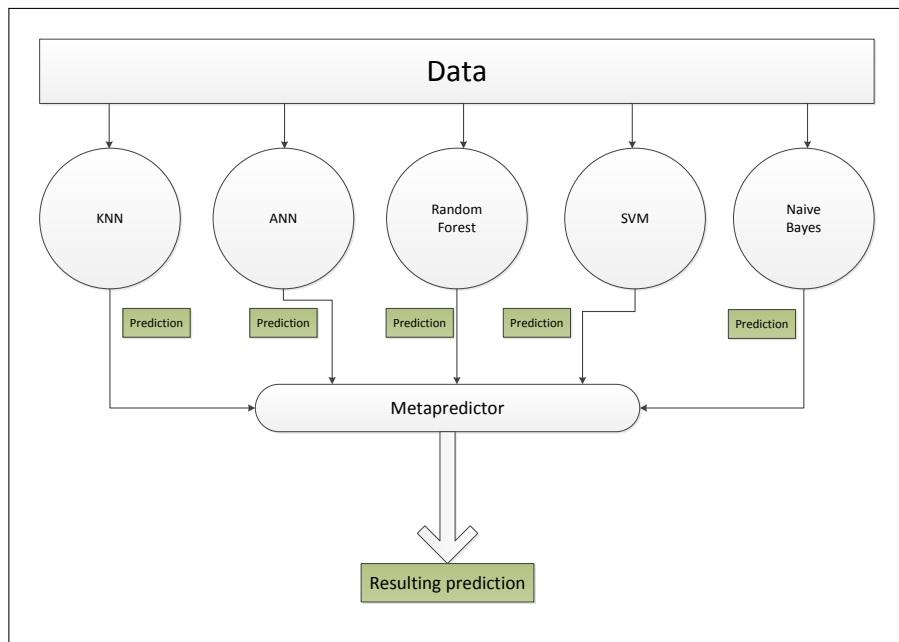 Data
KNN
ANN
Random
Forest
SVM
Naive
Bayes
Prediction
Prediction
Prediction
Prediction
Prediction
Metapredictor
Resulting prediction